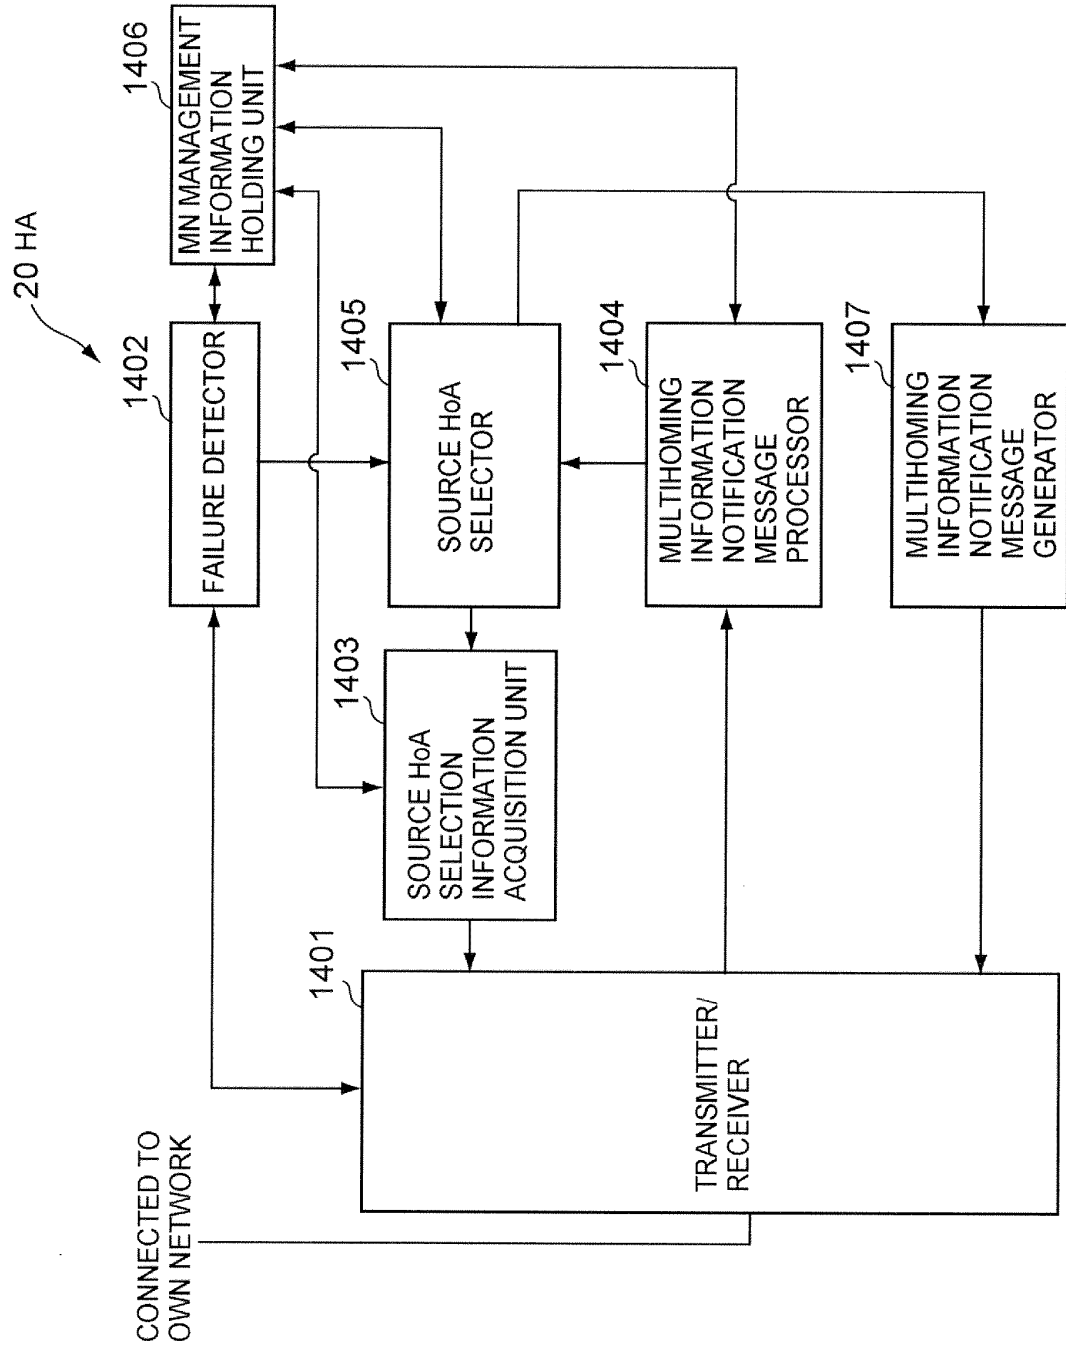 20 HA
CONNECTED TO
OWN NETWORK
1401
TRANSMITTER/
RECEIVER
1402
FAILURE DETECTOR
1406
MN MANAGEMENT
INFORMATION
HOLDING UNIT
1403
SOURCE HoA
SELECTION
INFORMATION
ACQUISITION UNIT
1405
SOURCE HoA
SELECTOR
1404
MULTIHOMING
INFORMATION
NOTIFICATION
MESSAGE
PROCESSOR
1407
MULTIHOMING
INFORMATION
NOTIFICATION
MESSAGE
GENERATOR